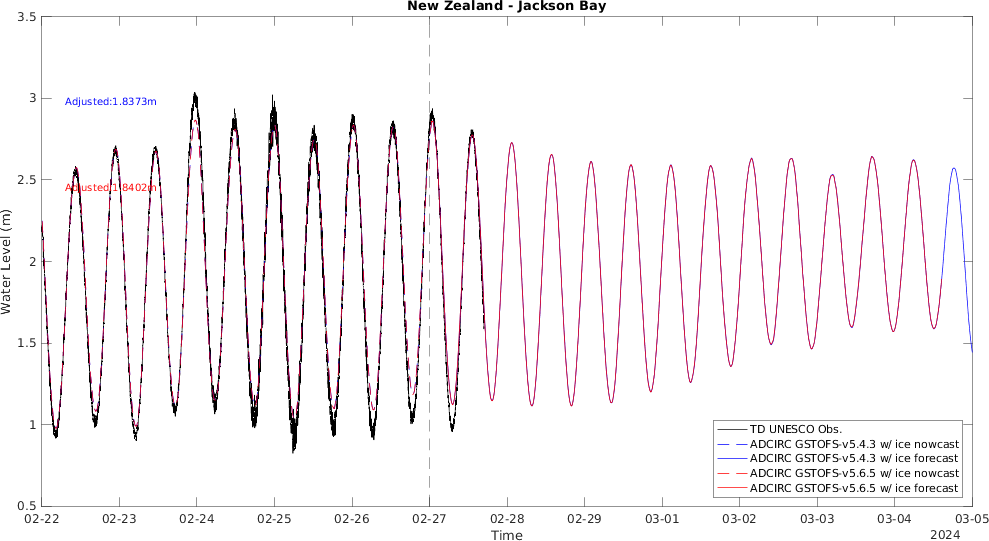 New Zealand - Jackson Bay
3.5
3
2.5
2
1.5
1
0.5
Water Level (m)
Adjusted:1.8373m
Adjusted:1.8402m
TD UNESCO Obs.
ADCIRC GSTOFS-v5.4.3 w/ ice nowcast
ADCIRC GSTOFS-v5.4.3 w/ ice forecast
ADCIRC GSTOFS-v5.6.5 w/ ice nowcast
ADCIRC GSTOFS-v5.6.5 w/ ice forecast
02-22 02-23 02-24 02-25 02-26 02-27 02-28 02-29 03-01 03-02 03-03 03-04 03-05
Time
2024